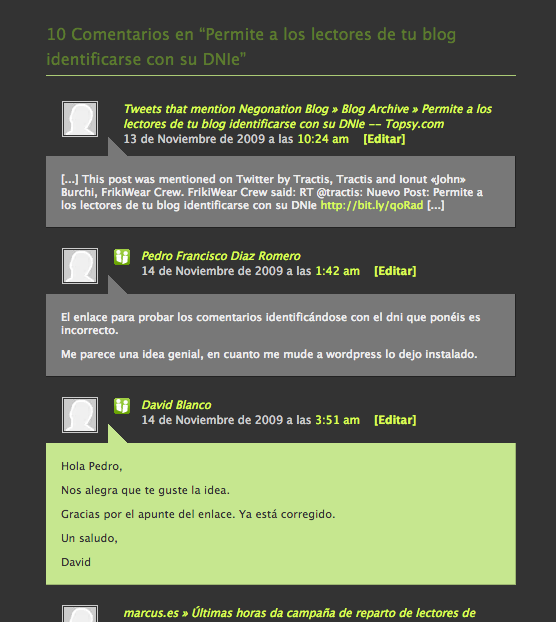 10 Comentarios en “Permite a los lectores de tu blog
identificarse con su DNIe”
Tweets that mention Negonation Blog » Blog Archive » Permite a los
lectores de tu blog identificarse con su DNIe -- Topsy.com
13 de Noviembre de 2009 a las 10:24 am [Editar]
[...] This post was mentioned on Twitter by Tractis, Tractis and Ionut «John»
Burchi, FrikiWear Crew. FrikiWear Crew said: RT @tractis: Nuevo Post: Permite a
los lectores de tu blog identificarse con su DNIe http://bit.ly/qoRad [...]
Pedro Francisco Diaz Romero
14 de Noviembre de 2009 a las 1:42 am [Editar]
El enlace para probar los comentarios identificándose con el dni que ponéis es
incorrecto.
Me parece una idea genial, en cuanto me mude a wordpress lo dejo instalado.
David Blanco
14 de Noviembre de 2009 a las 3:51 am [Editar]
Hola Pedro,
Nos alegra que te guste la idea.
Gracias por el apunte del enlace. Ya está corregido.
Un saludo,
David
marcus.es » Últimas horas da campaña de reparto de lectores de